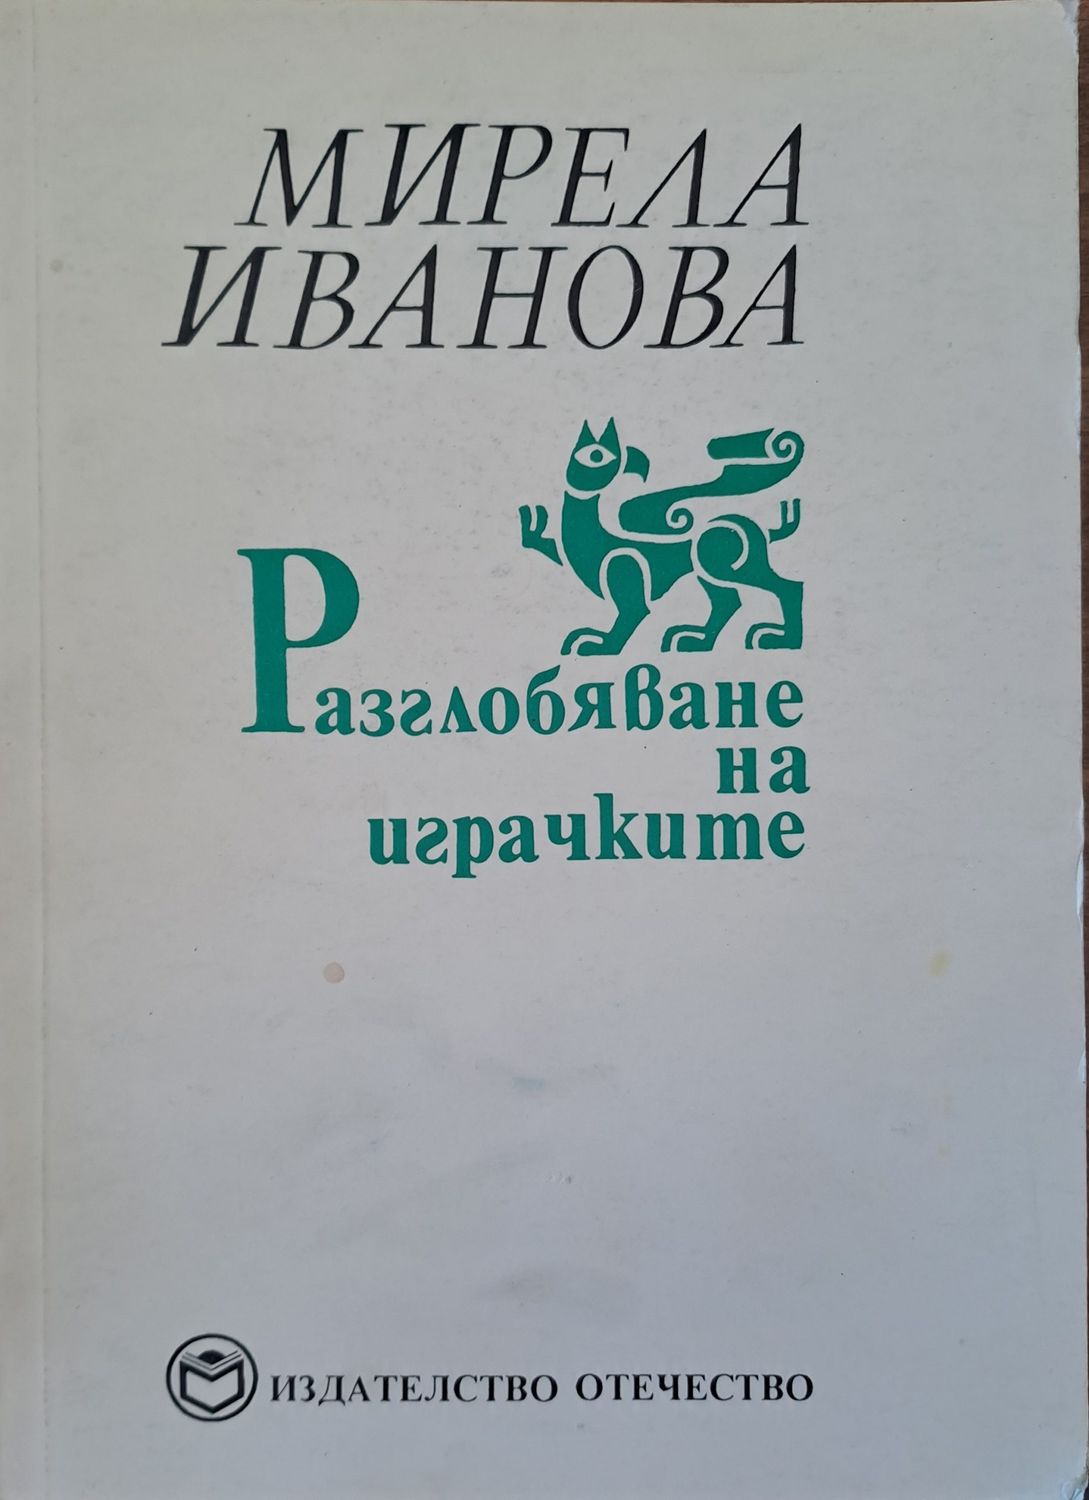 МИРЕЛА
ИВАНОВА
Разглобяване
на
играчките
ИЗДАТЕЛСТВО ОТЕЧЕСТВО